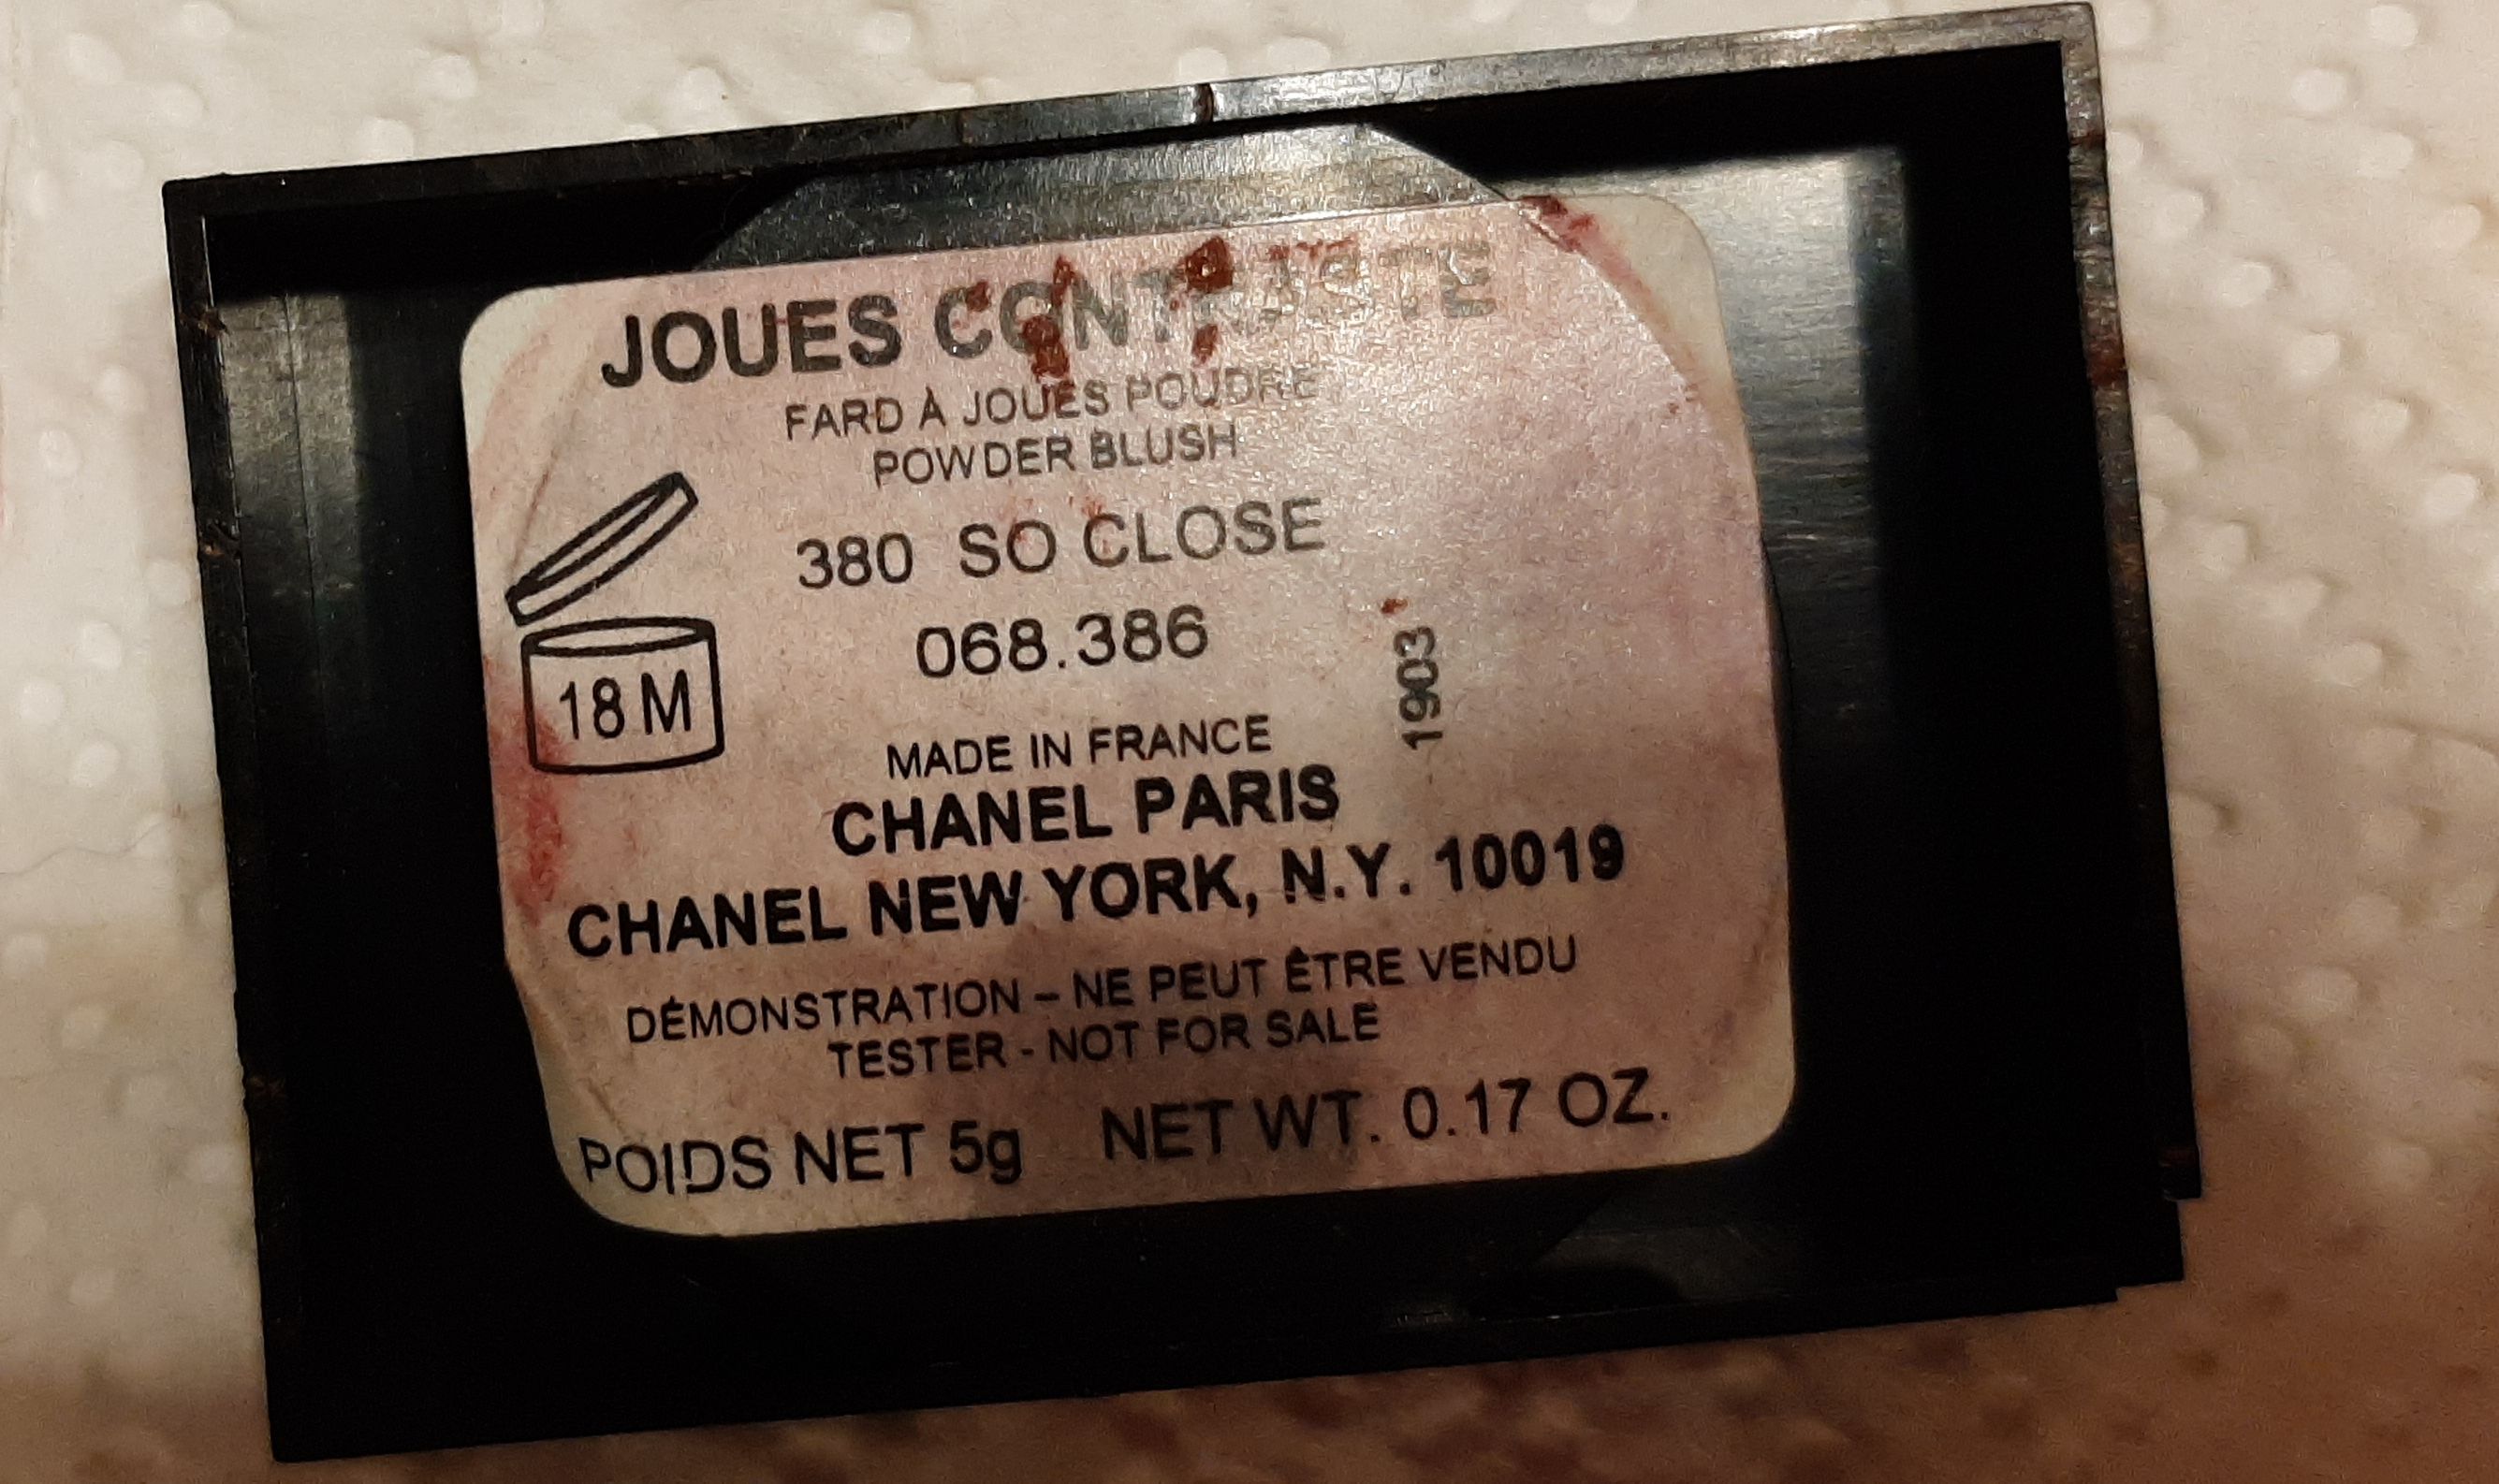 JOUES CONTRASTE
FARD À JOUES POUDRE
POWDER BLUSH
380 SO CLOSE
068.386
18 M
1903
MADE IN FRANCE
CHANEL PARIS
CHANEL NEW YORK, N.Y. 10019
DÉMONSTRATION – NE PEUT ÊTRE VENDU
TESTER - NOT FOR SALE
POIDS NET 5g NET WT. 0.17 OZ.